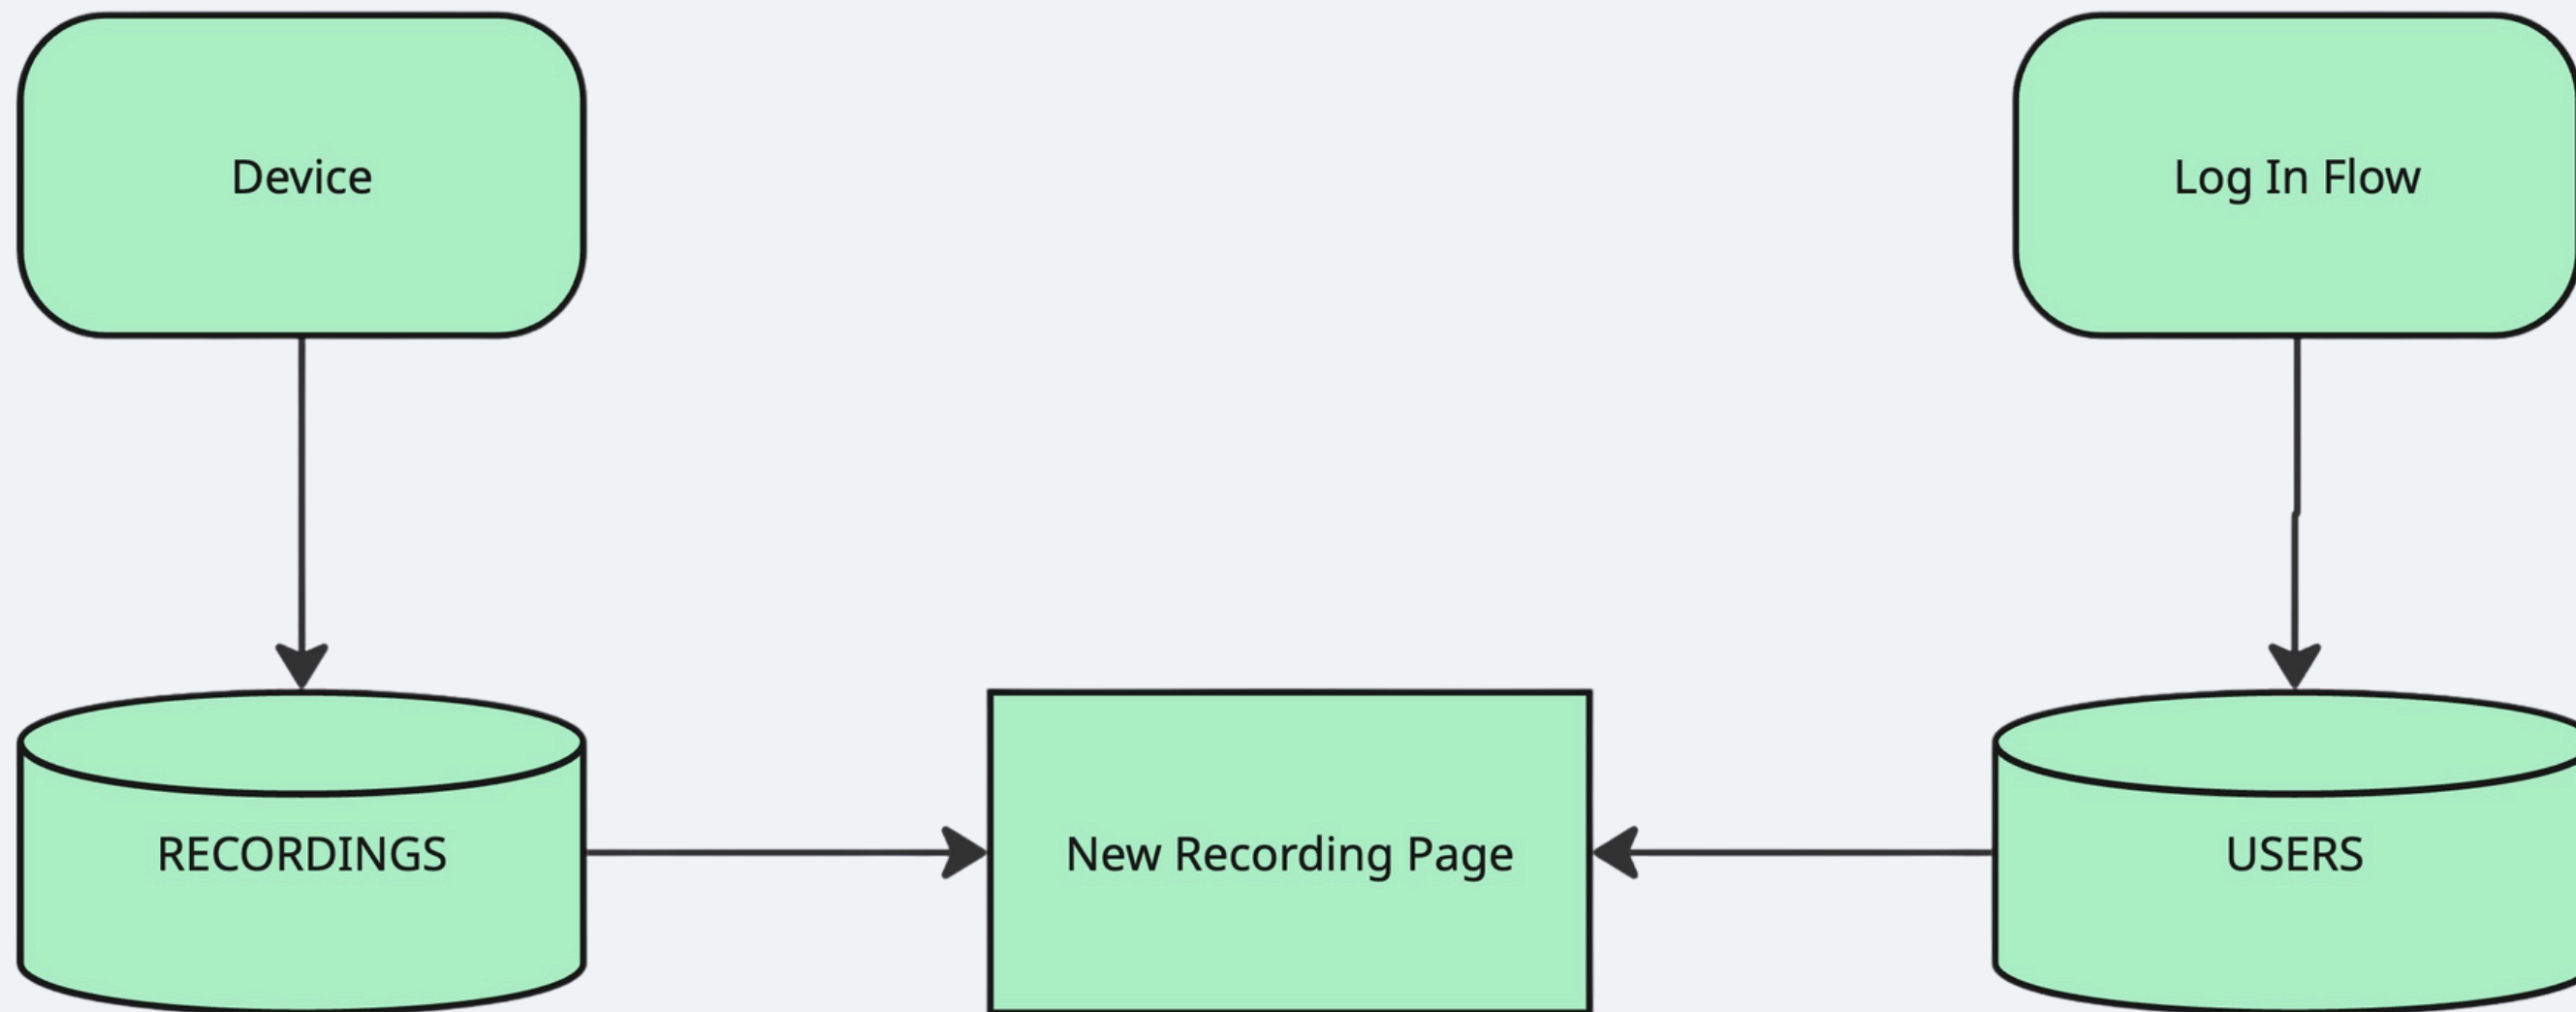 Device
Log In Flow
RECORDINGS
New Recording Page
USERS